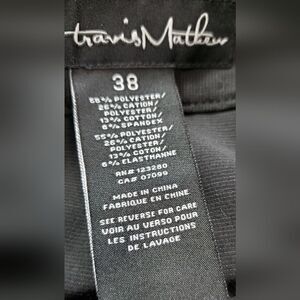 travisMathew
38
55% POLYESTER/
26% CATION/
POLYESTER/
13% COTTON/
6% SPANDEX
55% POLYESTER/
26% CATION/
POLYESTER/
13% COTTON/
6% ELASTHANNE
RN# 123280
CA# 07099
MADE IN CHINA
FABRIQUE EN CHINE
SEE REVERSE FOR CARE
VOIR AU VERSO POUR
LES INSTRUCTIONS
DE LAVAGE